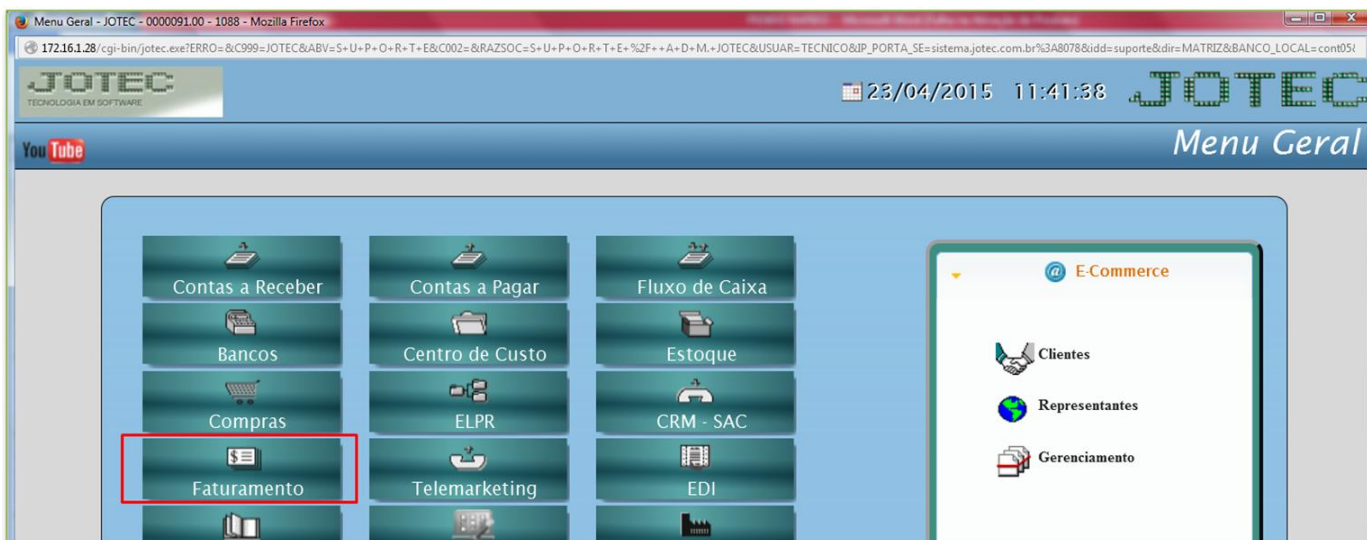 Menu Geral - JOTEC - 0000091.00 - 1088 - Mozilla Firefox
172.16.1.28/cgi-bin/jotec.exe?ERRO=&C999=JOTEC&ABV=S+U+P+O+R+T+E&C002=&RAZSOC=S+U+P+O+R+T+E+%2F++A+D+M.+JOTEC&USUAR=TECNICO&IP_PORTA_SE=sistema.jotec.com.br%3A8078&idd=suporte&dir=MATRIZ&BANCO_LOCAL=cont05
JOTEC
TECNOLOGIA EM SOFTWARE
23/04/2015 11:41:38
JOTEC
You Tube
Menu Geral
Contas a Receber
Contas a Pagar
Fluxo de Caixa
@ E-Commerce
Bancos
Centro de Custo
Estoque
Clientes
Compras
ELPR
CRM - SAC
Representantes
Faturamento
Telemarketing
EDI
Gerenciamento